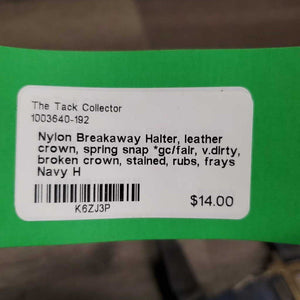 The Tack Collector
1003640-192
Nylon Breakaway Halter, leather
crown, spring snap *gc/fair, v.dirty,
broken crown, stained, rubs, frays
Navy H
K6ZJ3P
$14.00